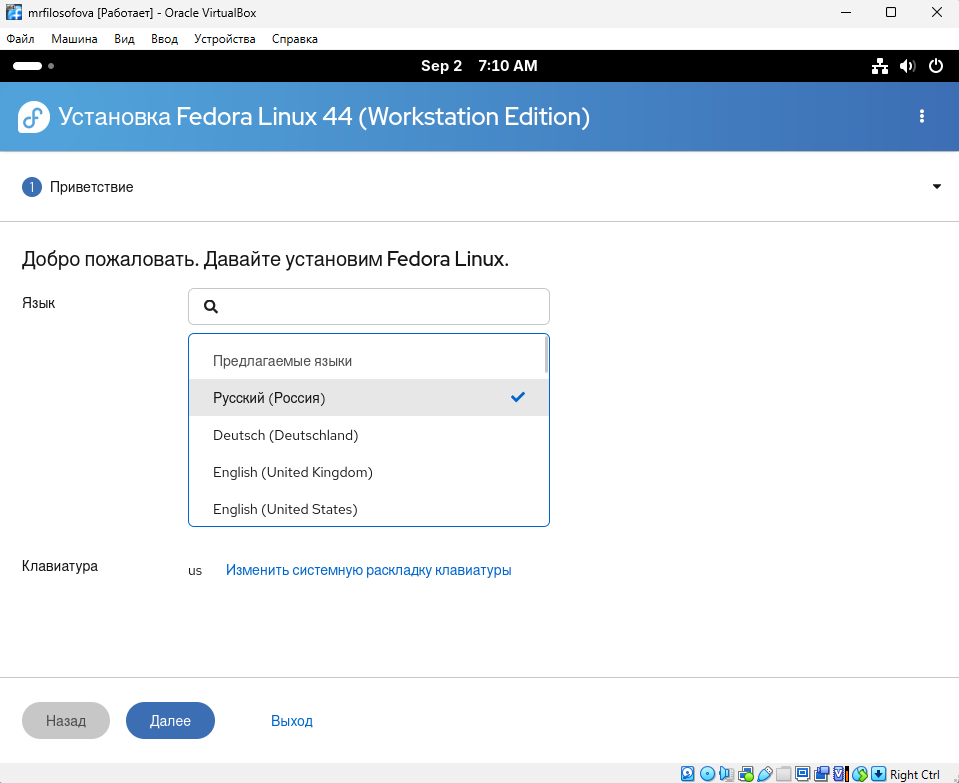 mrfilosofova [Работает] - Oracle VirtualBox
Файл Машина Вид Ввод Устройства Справка
Sep 2 7:10 AM
Установка Fedora Linux 44 (Workstation Edition)
1 Приветствие
Добро пожаловать. Давайте установим Fedora Linux.
Язык
Предлагаемые языки
Русский (Россия)
Deutsch (Deutschland)
English (United Kingdom)
English (United States)
Клавиатура us Изменить системную раскладку клавиатуры
Назад Далее Выход
Right Ctrl